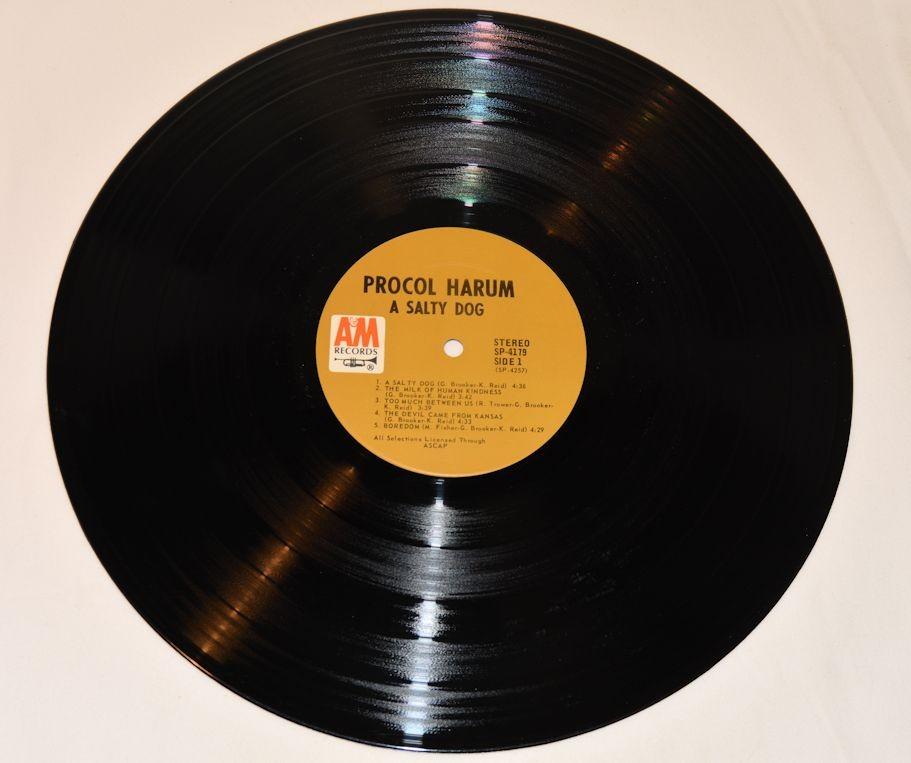 PROCOL HARUM
A SALTY DOG
A&M
RECORDS
®
STEREO
SP-4179
SIDE 1
(SP-4257)
1. A SALTY DOG (G. Brooker-K. Reid) 4:36
2. THE MILK OF HUMAN KINDNESS
(G. Brooker-K. Reid) 3:42
3. TOO MUCH BETWEEN US (R. Trower-G. Brooker-
K. Reid) 3:39
4. THE DEVIL CAME FROM KANSAS
(G. Brooker-K. Reid) 4:33
5. BOREDOM (M. Fisher-G. Brooker-K. Reid) 4:29
All Selections Licensed Through
ASCAP